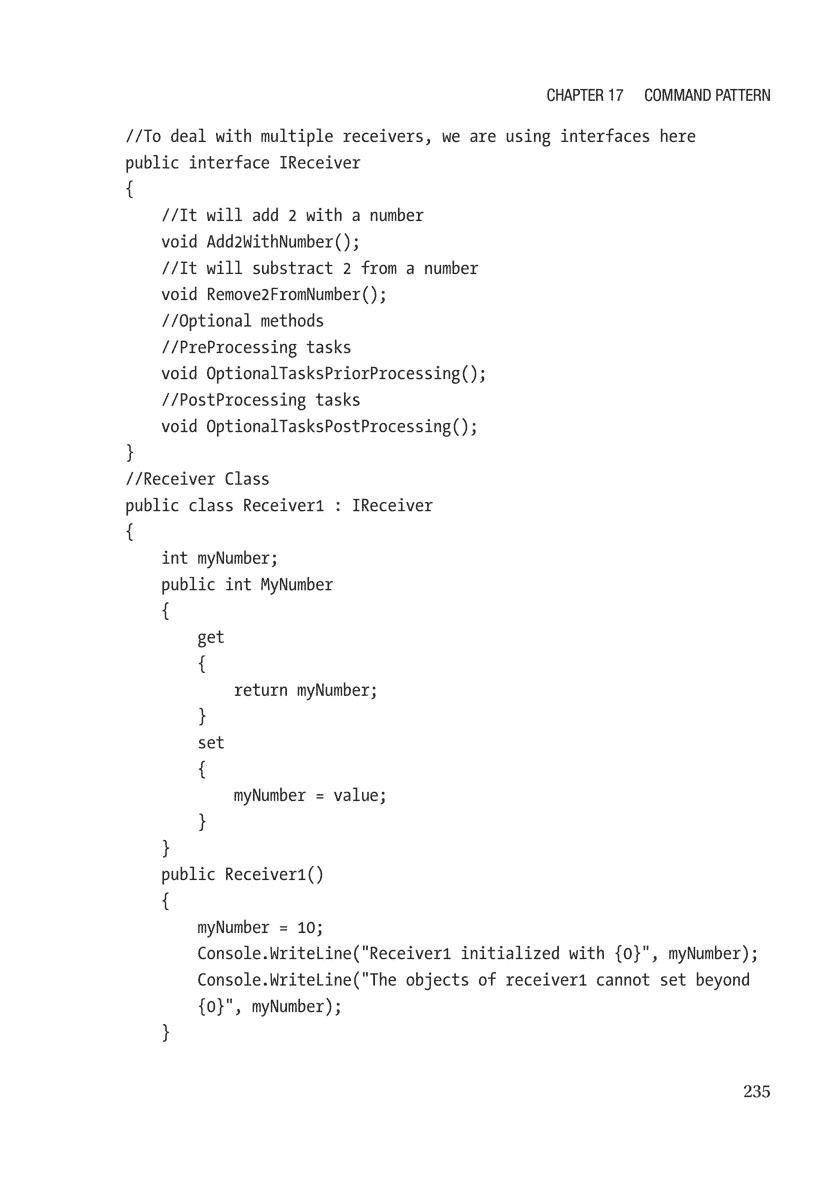 CHAPTER 17 COMMAND PATTERN
//To deal with multiple receivers, we are using interfaces here
public interface IReceiver
{
    //It will add 2 with a number
    void Add2WithNumber();
    //It will substract 2 from a number
    void Remove2FromNumber();
    //Optional methods
    //PreProcessing tasks
    void OptionalTasksPriorProcessing();
    //PostProcessing tasks
    void OptionalTasksPostProcessing();
}
//Receiver Class
public class Receiver1 : IReceiver
{
    int myNumber;
    public int MyNumber
    {
        get
        {
            return myNumber;
        }
        set
        {
            myNumber = value;
        }
    }
    public Receiver1()
    {
        myNumber = 10;
        Console.WriteLine("Receiver1 initialized with {0}", myNumber);
        Console.WriteLine("The objects of receiver1 cannot set beyond
        {0}", myNumber);
    }
235